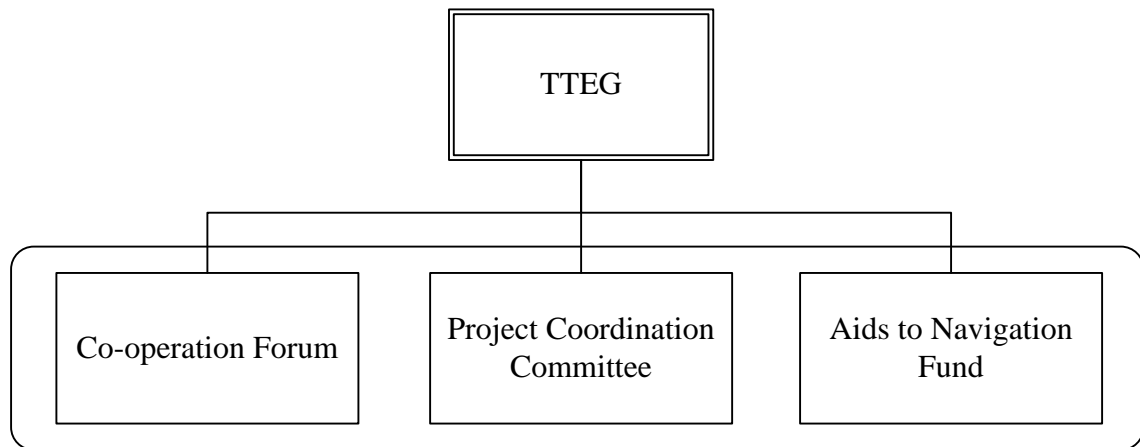 TTEG
Co-operation Forum
Project Coordination
Committee
Aids to Navigation
Fund